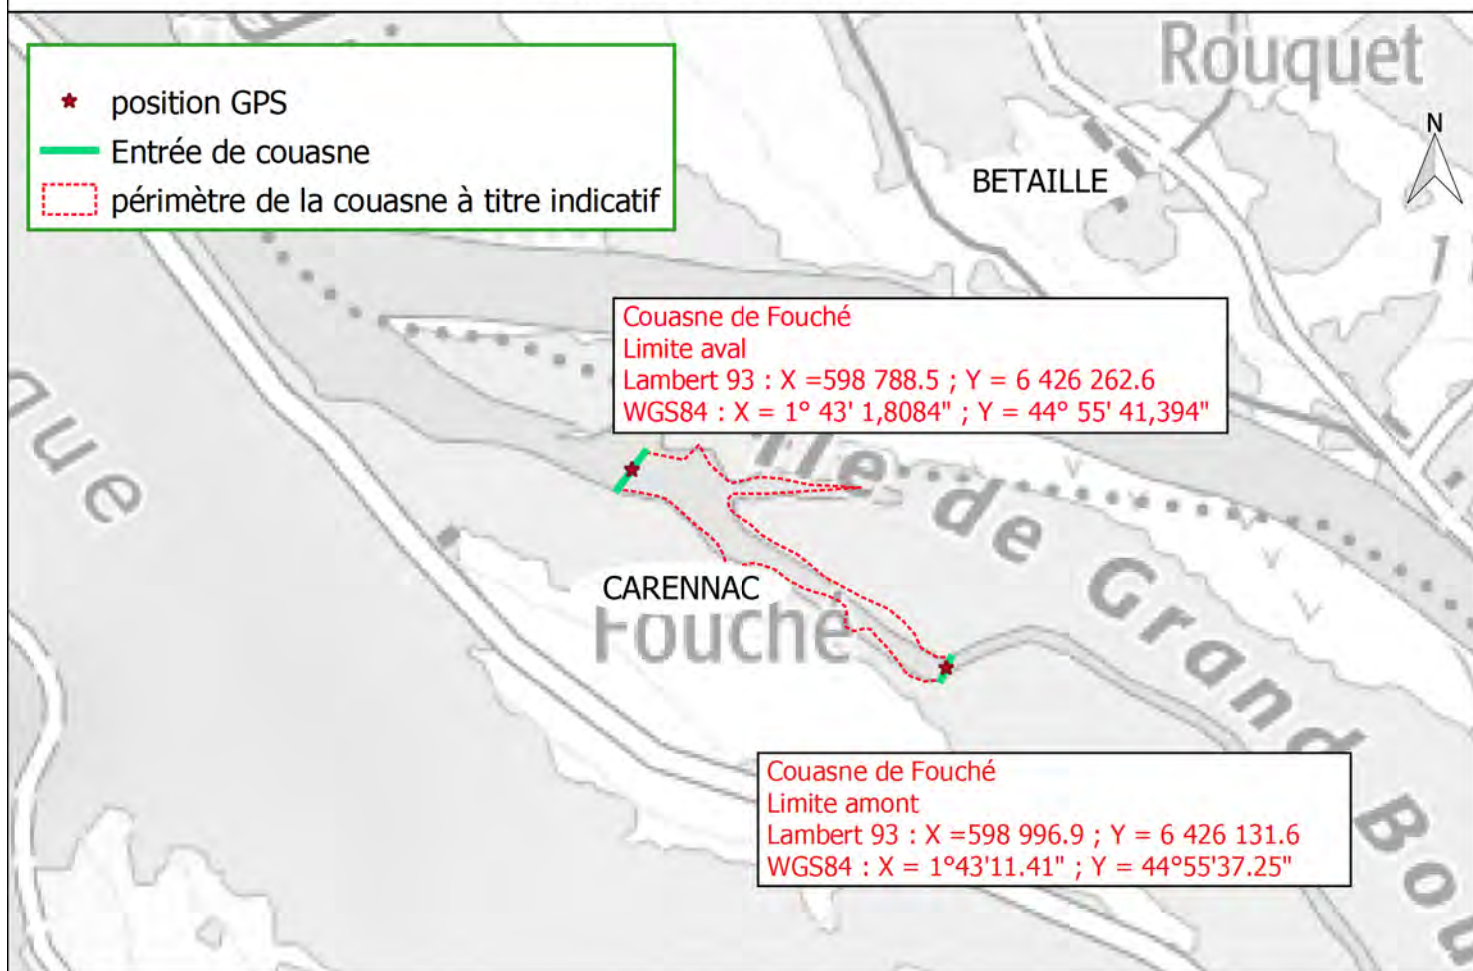 Rouquet
position GPS
Entrée de couasne
périmètre de la couasne à titre indicatif
N
BETAILLE
Couasne de Fouché
Limite aval
Lambert 93 : X =598 788.5 ; Y = 6 426 262.6
WGS84 : X = 1° 43' 1,8084" ; Y = 44° 55' 41,394"
que
Île de Grand Bou
CARENNAC
Fouché
Couasne de Fouché
Limite amont
Lambert 93 : X =598 996.9 ; Y = 6 426 131.6
WGS84 : X = 1°43'11.41" ; Y = 44°55'37.25"